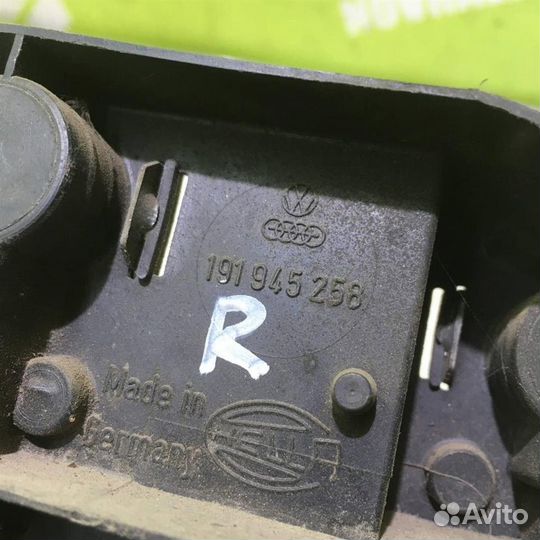 191 945 258
R
Made in
Germany
HELLA
Avito